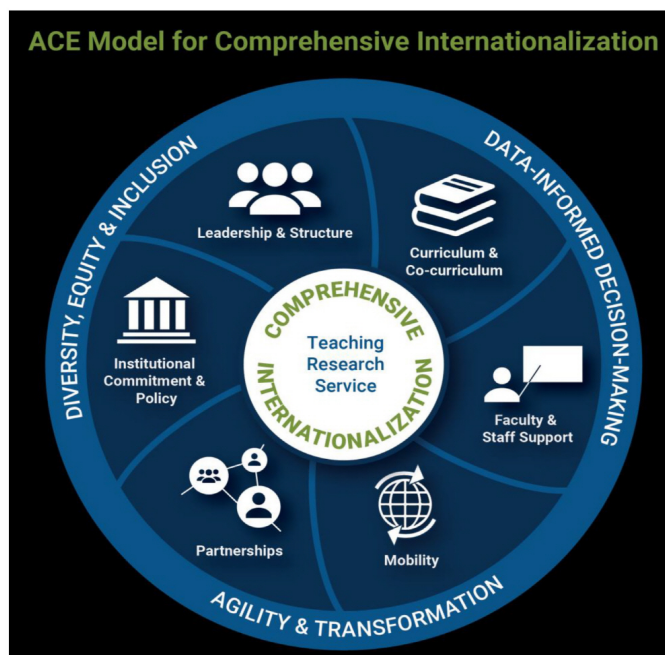 ACE Model for Comprehensive Internationalization
DIVERSITY, EQUITY & INCLUSION
DATA-INFORMED DECISION-MAKING
AGILITY & TRANSFORMATION
Leadership & Structure
Curriculum &
Co-curriculum
Faculty &
Staff Support
Mobility
Partnerships
Institutional
Commitment &
Policy
COMPREHENSIVE
Teaching
Research
Service
INTERNATIONALIZATION